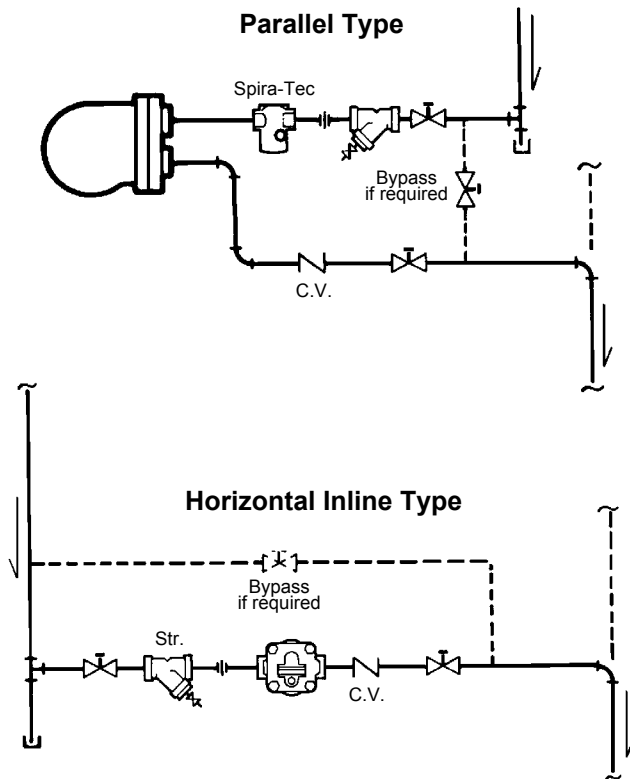 Parallel Type
Spira-Tec
Bypass
if required
C.V.
Horizontal Inline Type
Bypass
if required
Str.
C.V.